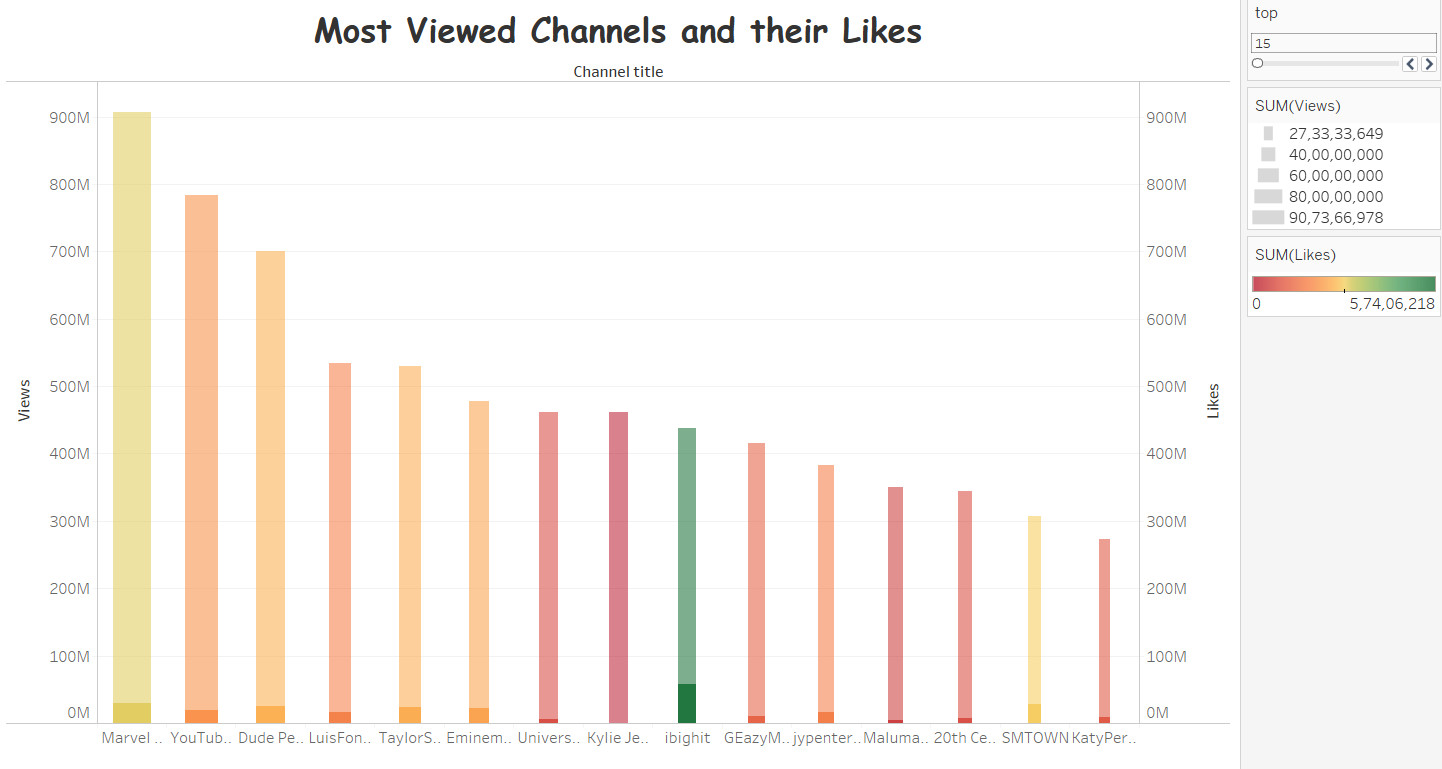 Most Viewed Channels and their Likes
Channel title
900M
800M
700M
600M
500M
400M
300M
200M
100M
0M
Views
900M
800M
700M
600M
500M
400M
300M
200M
100M
0M
Likes
Marvel .. YouTub.. Dude Pe.. LuisFon.. TaylorS.. Eminem.. Univers.. Kylie Je.. ibighit GEazyM.. jypenter.. Maluma.. 20th Ce.. SMTOWN KatyPer..
top
15
SUM(Views)
27,33,33,649
40,00,00,000
60,00,00,000
80,00,00,000
90,73,66,978
SUM(Likes)
0 5,74,06,218